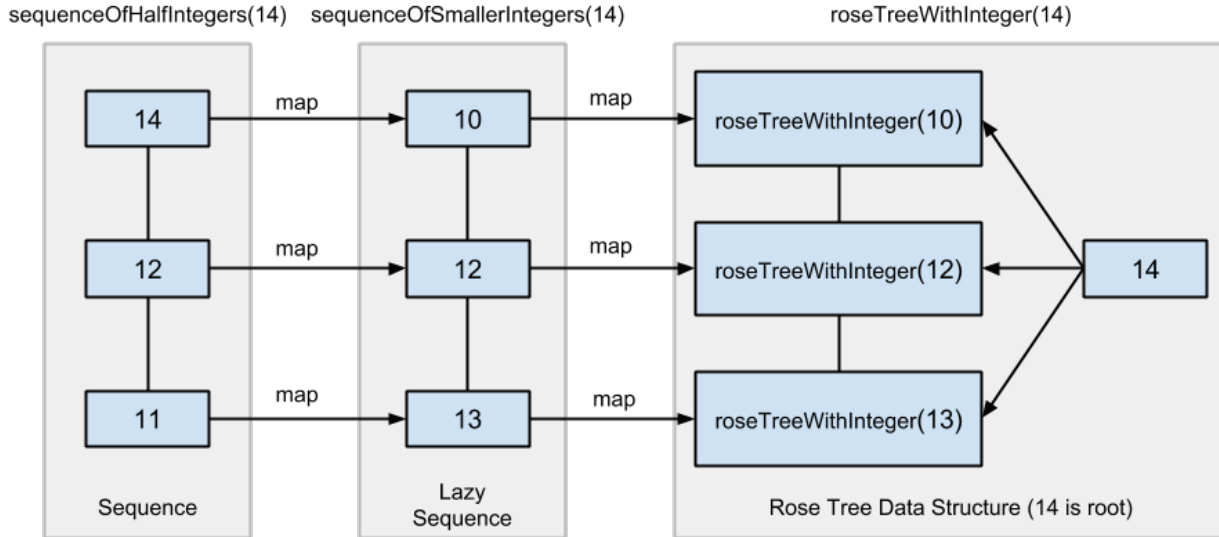 sequenceOfHalfIntegers(14)
sequenceOfSmallerIntegers(14)
roseTreeWithInteger(14)
14
map
10
map
roseTreeWithInteger(10)
12
map
12
map
roseTreeWithInteger(12)
14
11
map
13
map
roseTreeWithInteger(13)
Sequence
Lazy
Sequence
Rose Tree Data Structure (14 is root)